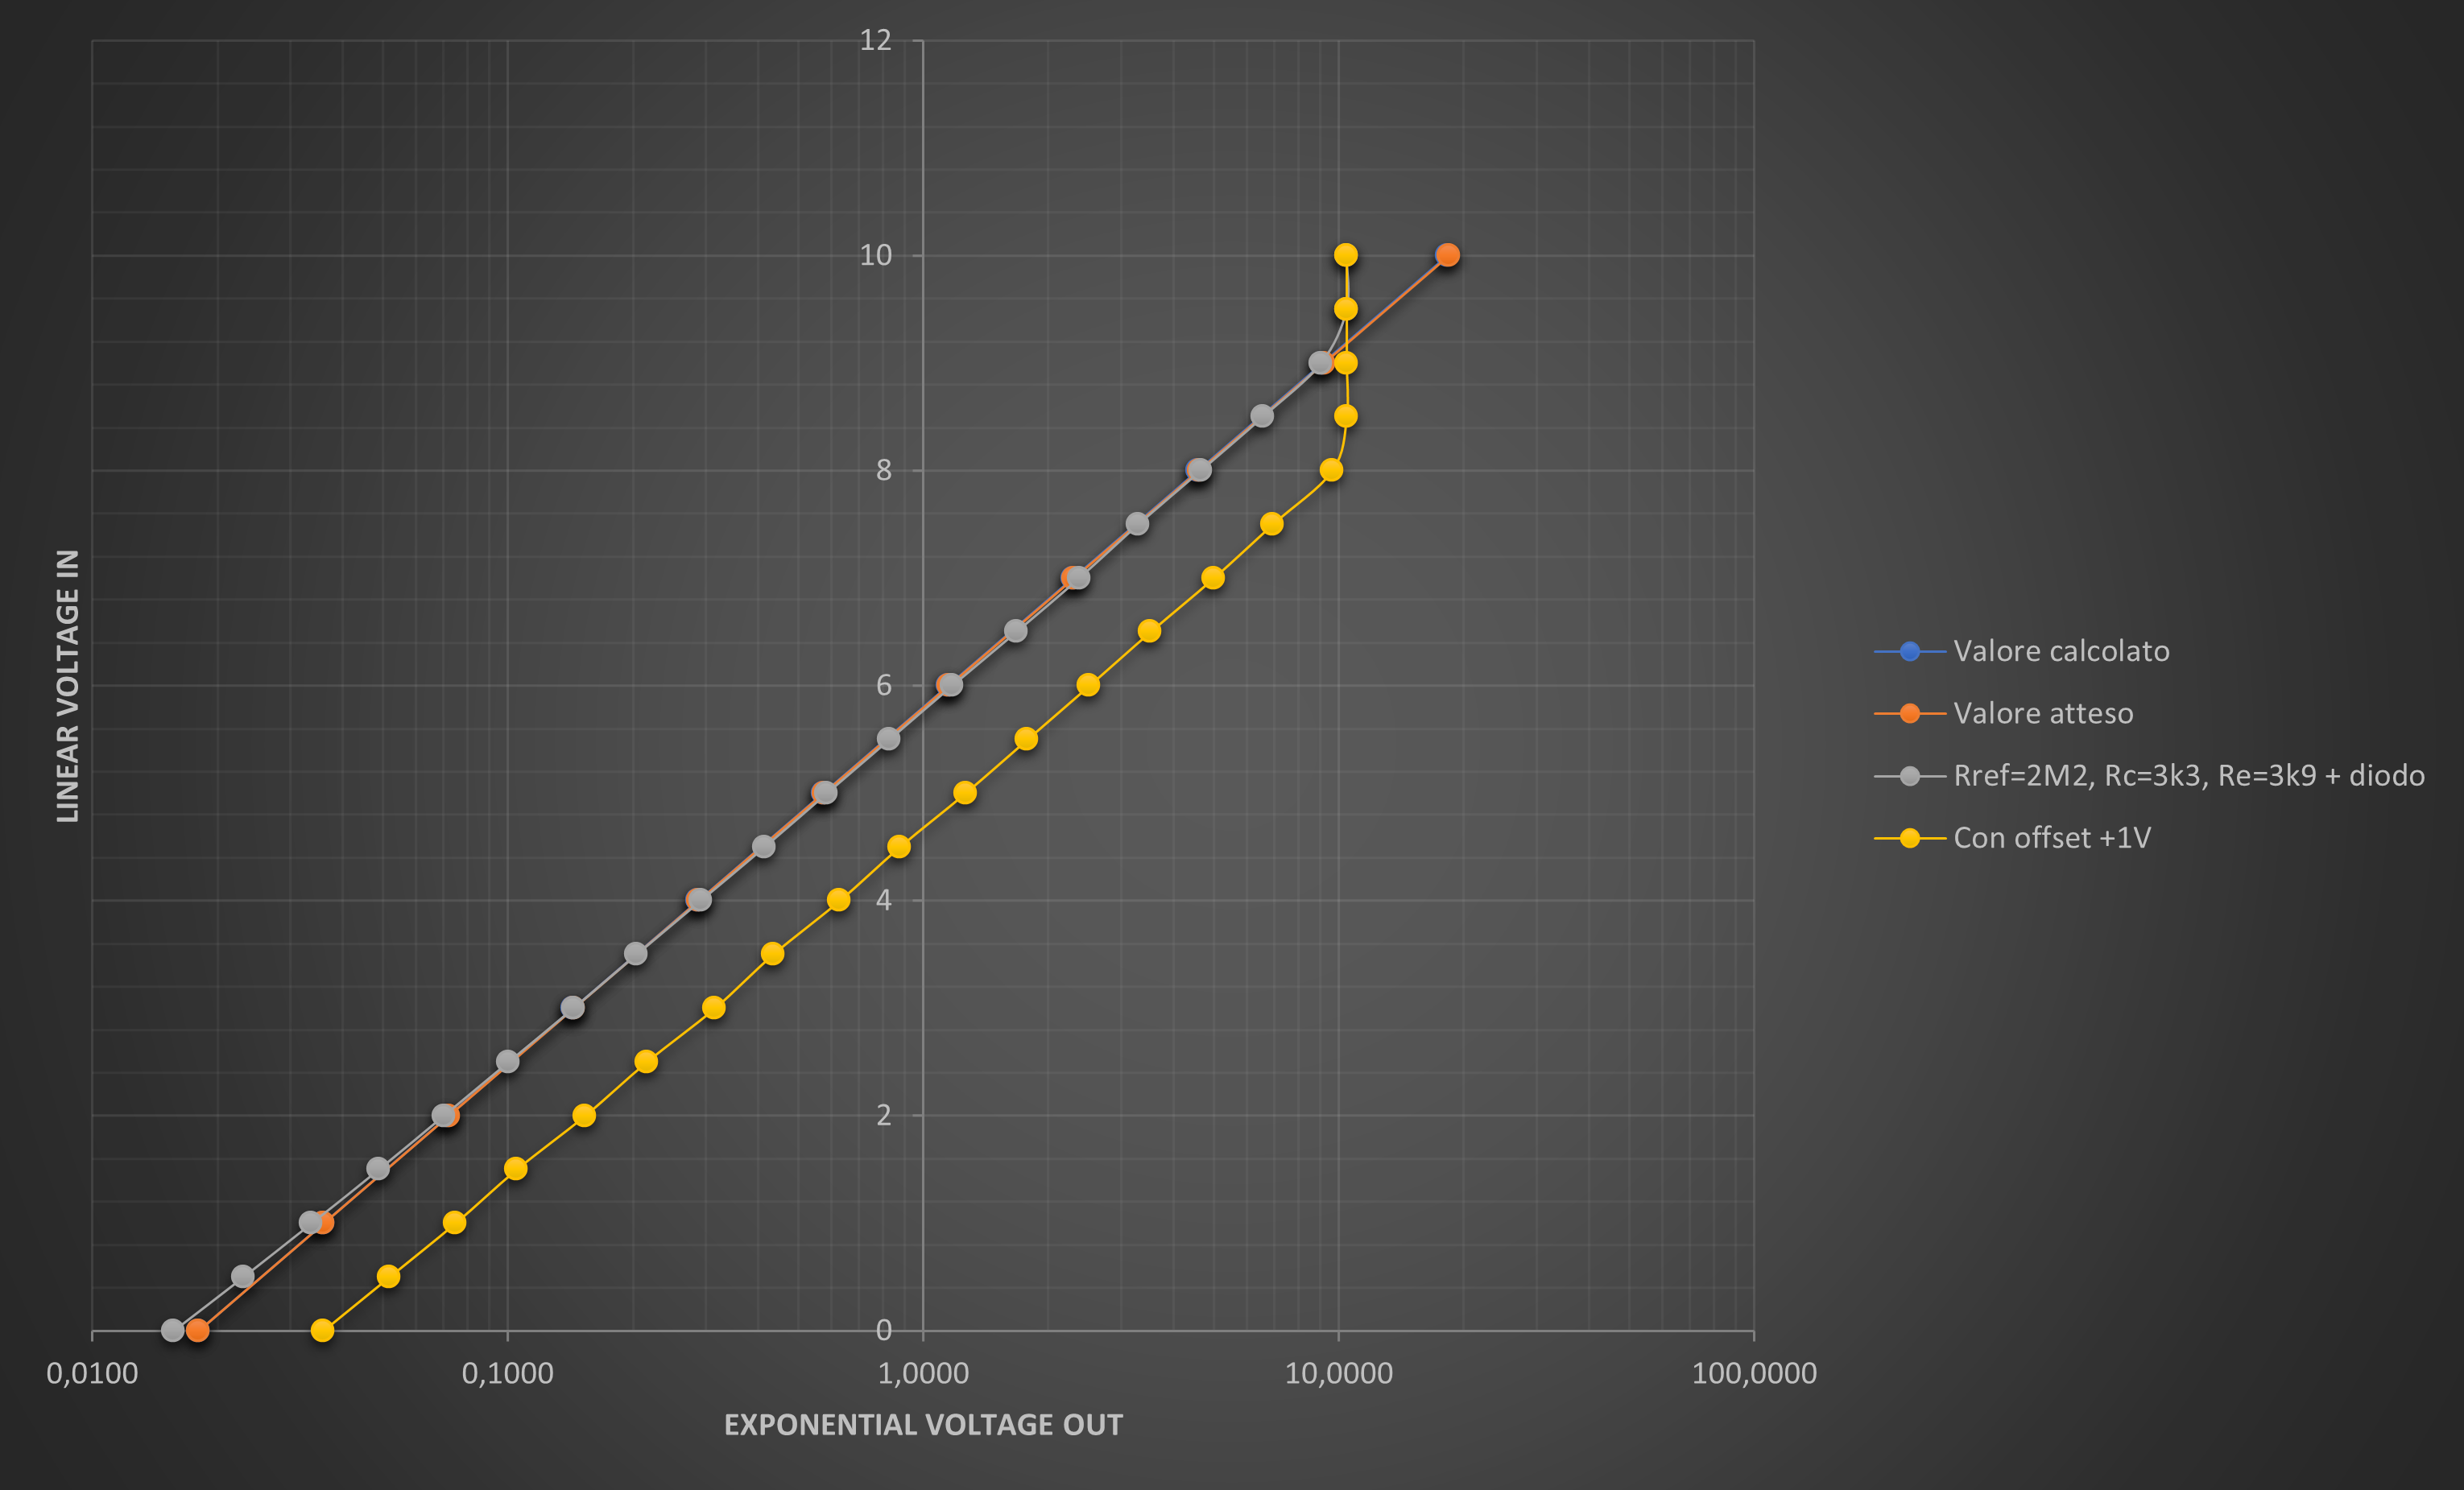 12
10
8
6
4
2
0
LINEAR VOLTAGE IN
0,0100 0,1000 1,0000 10,0000 100,0000
EXPONENTIAL VOLTAGE OUT
Valore calcolato
Valore atteso
Rref=2M2, Rc=3k3, Re=3k9 + diodo
Con offset +1V